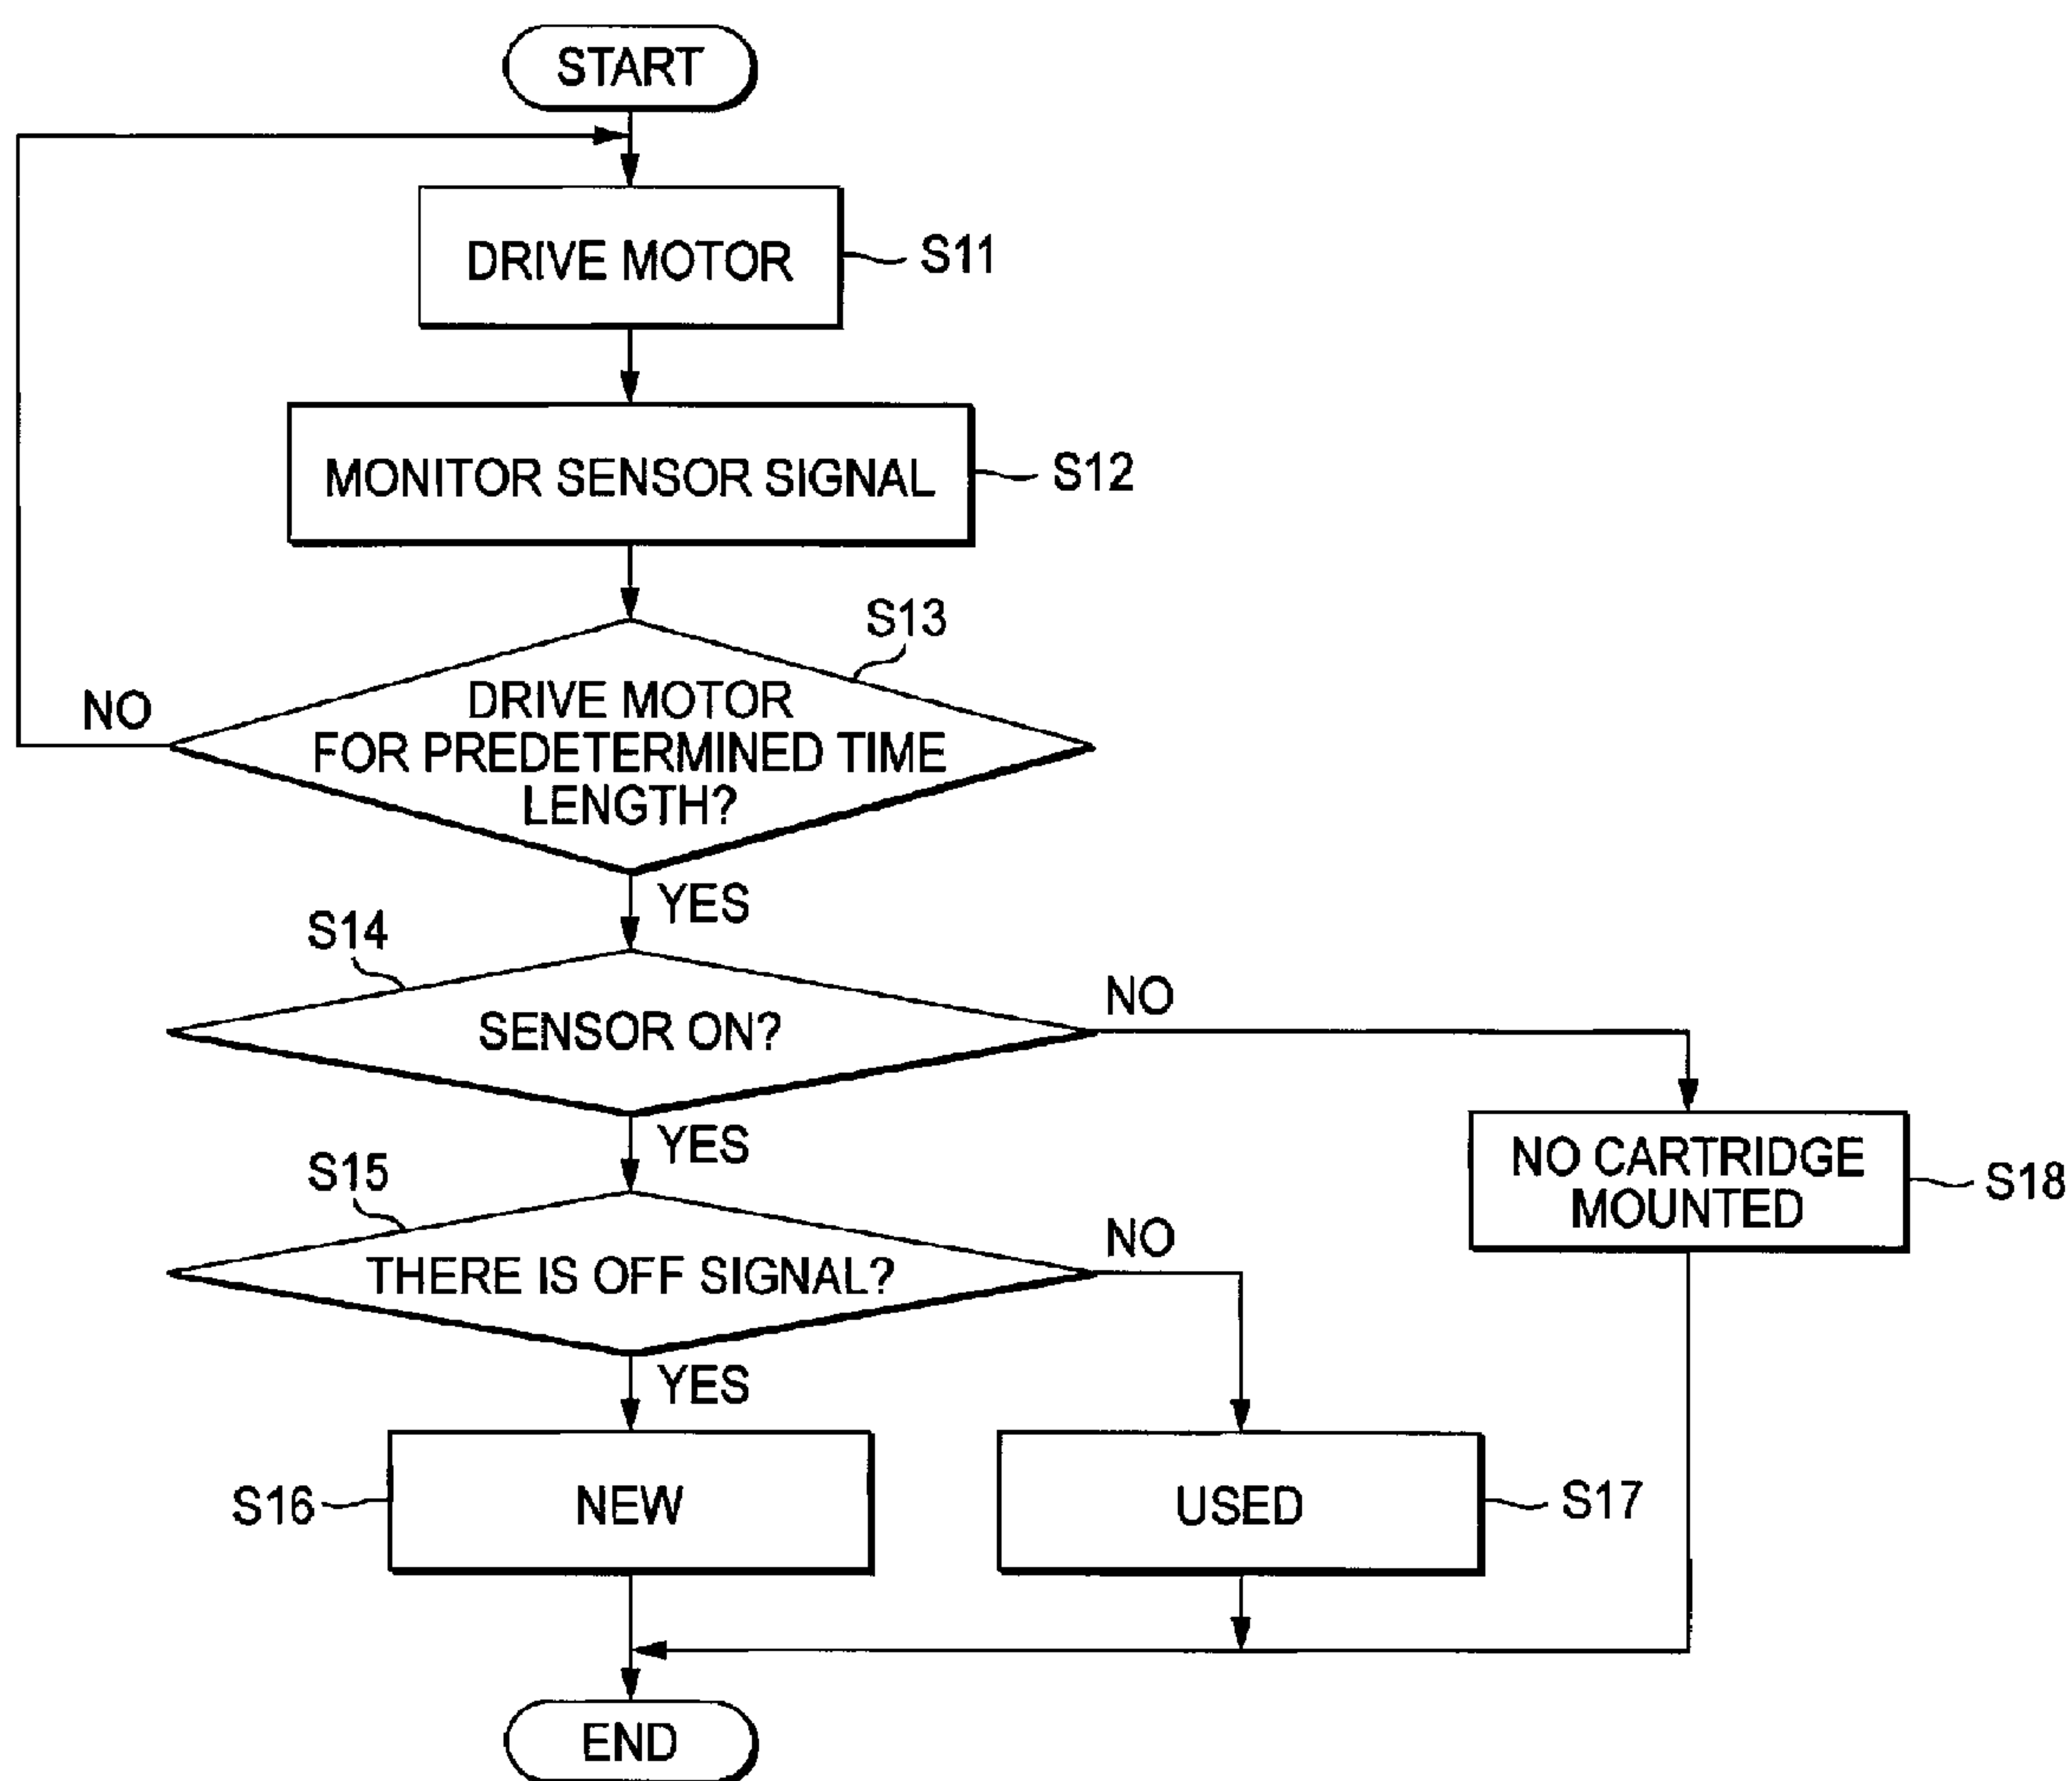 START
DRIVE MOTOR
S11
MONITOR SENSOR SIGNAL
S12
S13
DRIVE MOTOR
FOR PREDETERMINED TIME
LENGTH?
NO
YES
S14
SENSOR ON?
NO
YES
NO CARTRIDGE
MOUNTED
S18
S15
THERE IS OFF SIGNAL?
NO
YES
S16
NEW
USED
S17
END